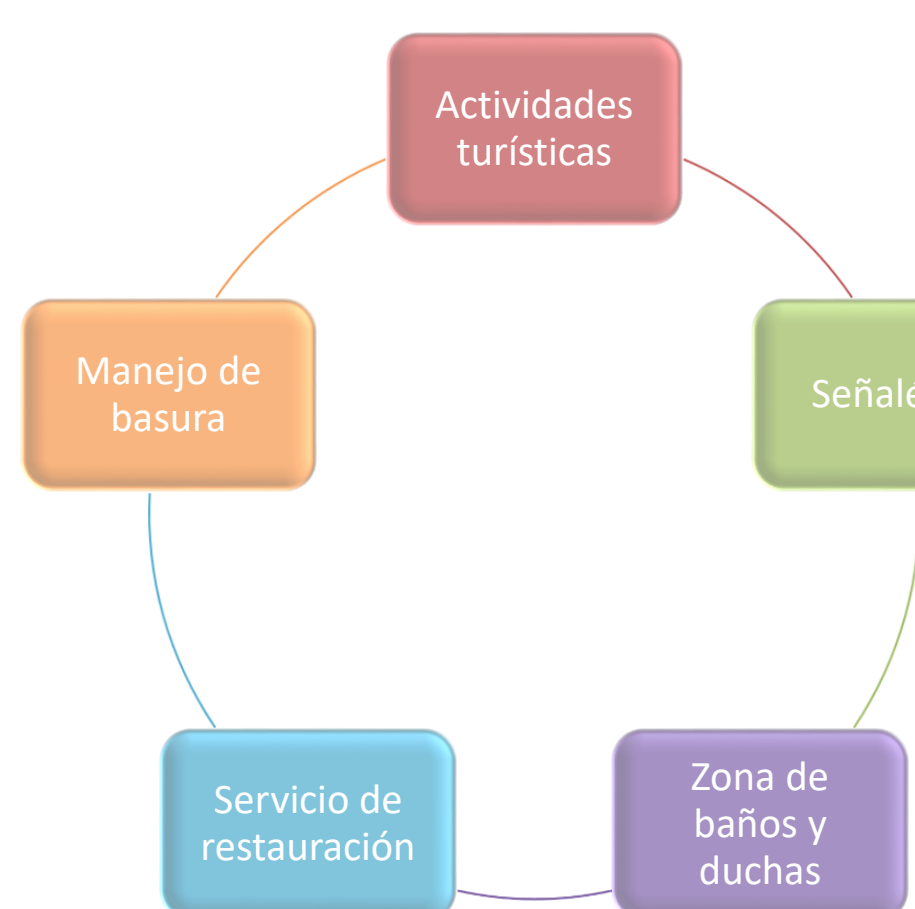 Actividades
turísticas
Manejo de
basura
Servicio de
restauración
Zona de
baños y
duchas